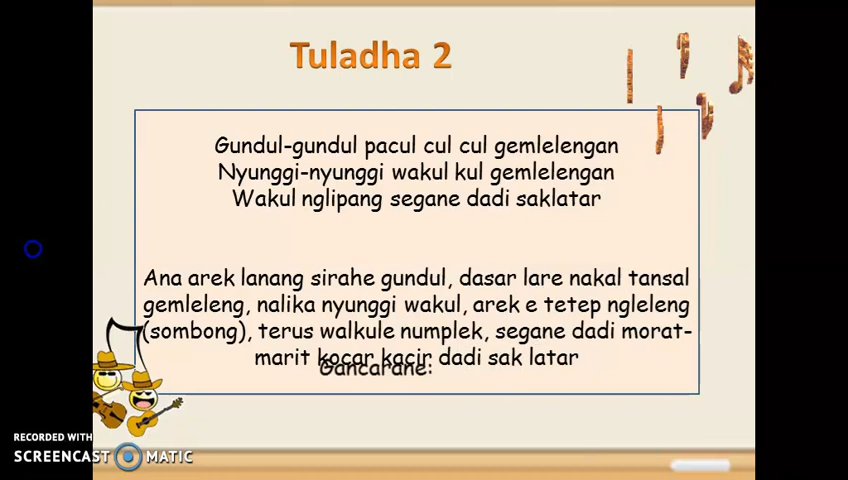 Tuladha 2
Gundul-gundul pacul cul cul gemlelengan
Nyunggi-nyunggi wakul kul gemlelengan
Wakul nglipang segane dadi saklatar
Ana arek lanang sirahe gundul, dasar lare nakal tansal
gemleleng, nalika nyunggi wakul, arek e tetep ngleleng
(sombong), terus walkule numplek, segane dadi morat-
marit kocar kacir dadi sak latar
Gancarane:
RECORDED WITH
SCREENCAST MATIC